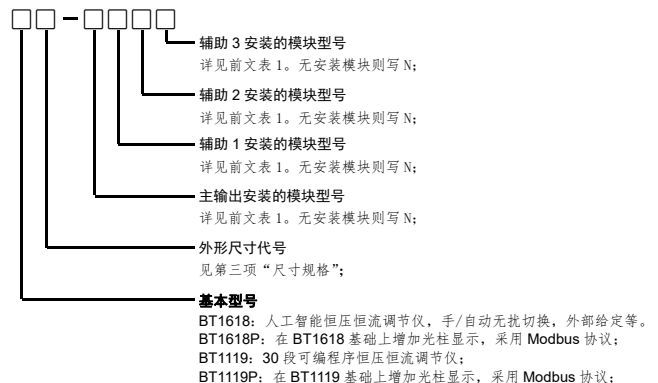 辅助 3 安装的模块型号
详见前文表 1。无安装模块则写 N;
辅助 2 安装的模块型号
详见前文表 1。无安装模块则写 N;
辅助 1 安装的模块型号
详见前文表 1。无安装模块则写 N;
主输出安装的模块型号
详见前文表 1。无安装模块则写 N;
外形尺寸代号
见第三项“尺寸规格”;
基本型号
BT1618：人工智能恒压恒流调节仪，手/自动无扰切换，外部给定等。
BT1618P：在 BT1618 基础上增加光柱显示，采用 Modbus 协议;
BT1119：30 段可编程序恒压恒流调节仪;
BT1119P：在 BT1119 基础上增加光柱显示，采用 Modbus 协议;